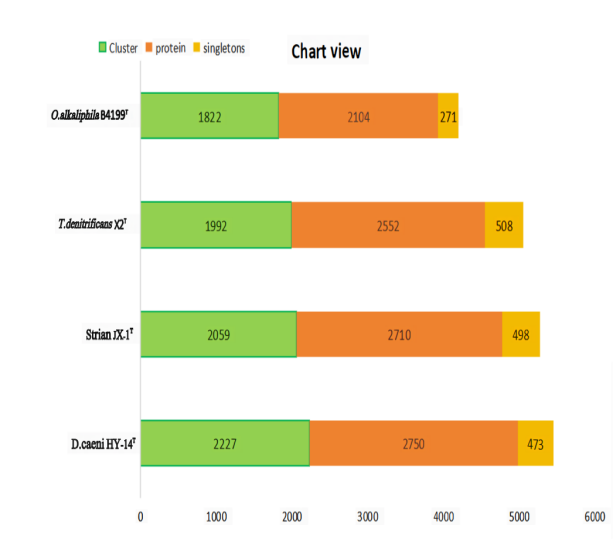 Cluster protein singletons
Chart view
O.alkaliphila B4199ᵀ
1822 2104 271
T.denitrificans X2ᵀ
1992 2552 508
Strian JX-1ᵀ
2059 2710 498
D.caeni HY-14ᵀ
2227 2750 473
0 1000 2000 3000 4000 5000 6000